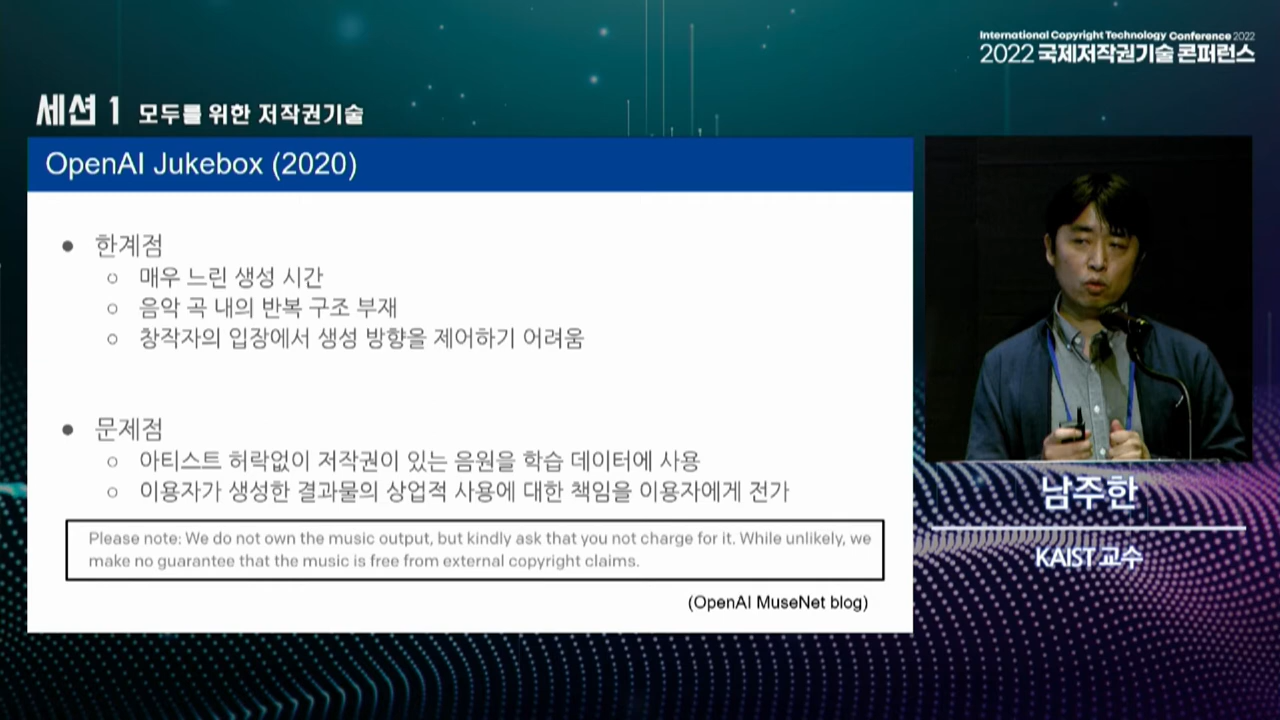 International Copyright Technology Conference 2022
2022 국제저작권기술 콘퍼런스
세션 1 모두를 위한 저작권기술
OpenAI Jukebox (2020)
● 한계점
○ 매우 느린 생성 시간
○ 음악 곡 내의 반복 구조 부재
○ 창작자의 입장에서 생성 방향을 제어하기 어려움
● 문제점
○ 아티스트 허락없이 저작권이 있는 음원을 학습 데이터에 사용
○ 이용자가 생성한 결과물의 상업적 사용에 대한 책임을 이용자에게 전가
Please note: We do not own the music output, but kindly ask that you not charge for it. While unlikely, we
make no guarantee that the music is free from external copyright claims.
(OpenAI MuseNet blog)
남주한
KAIST 교수